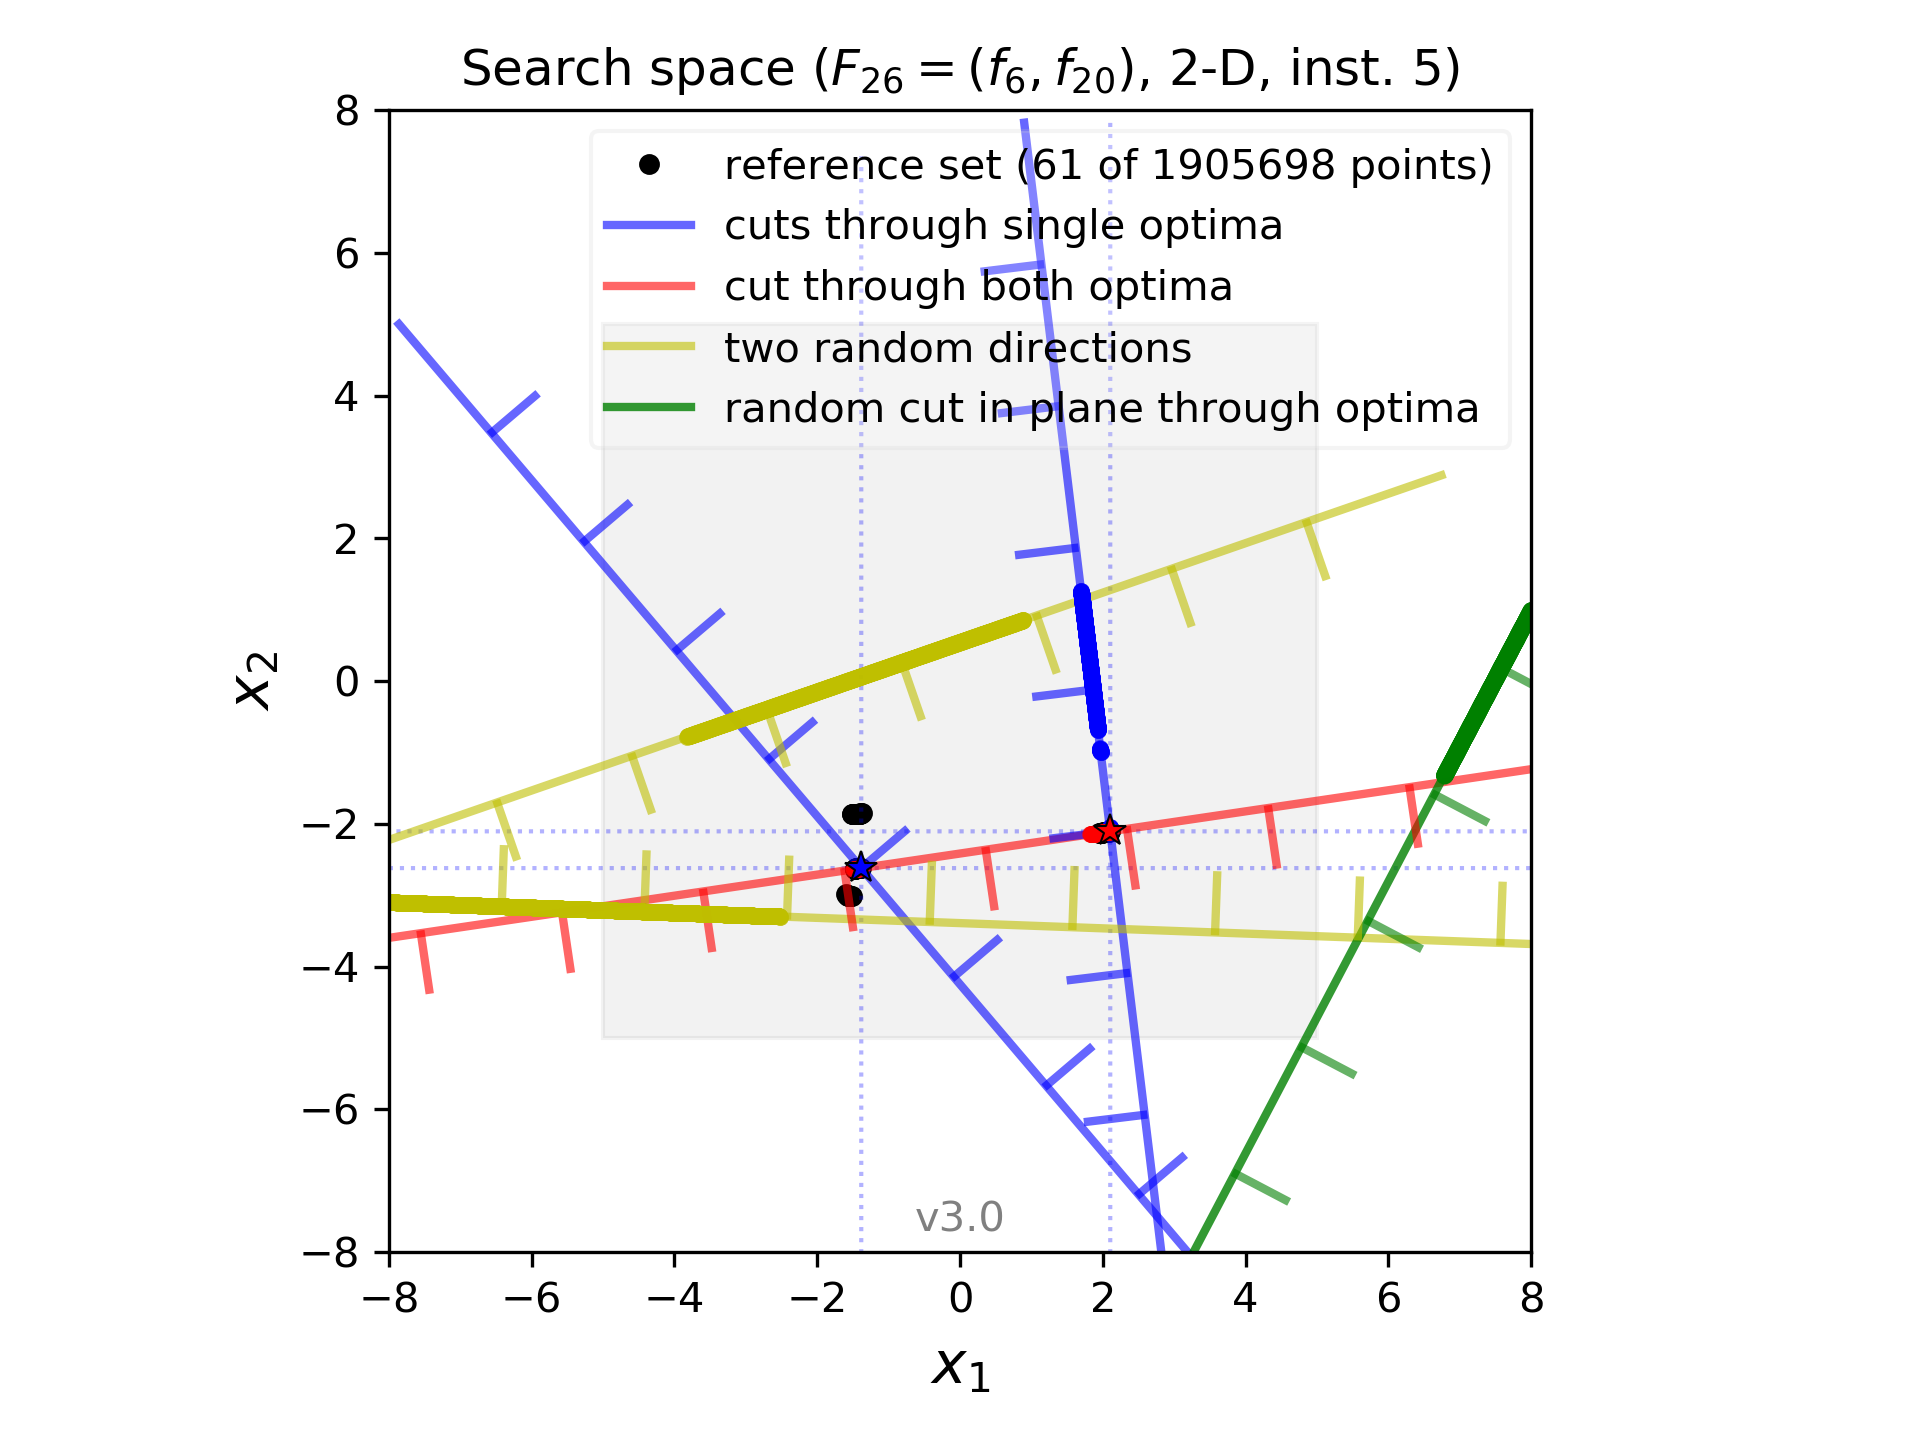 Search space (F₂₆ = (f₆, f₂₀), 2-D, inst. 5)
reference set (61 of 1905698 points)
cuts through single optima
cut through both optima
two random directions
random cut in plane through optima
8
6
4
2
0
−2
−4
−6
−8
x₂
v3.0
−8 −6 −4 −2 0 2 4 6 8
x₁